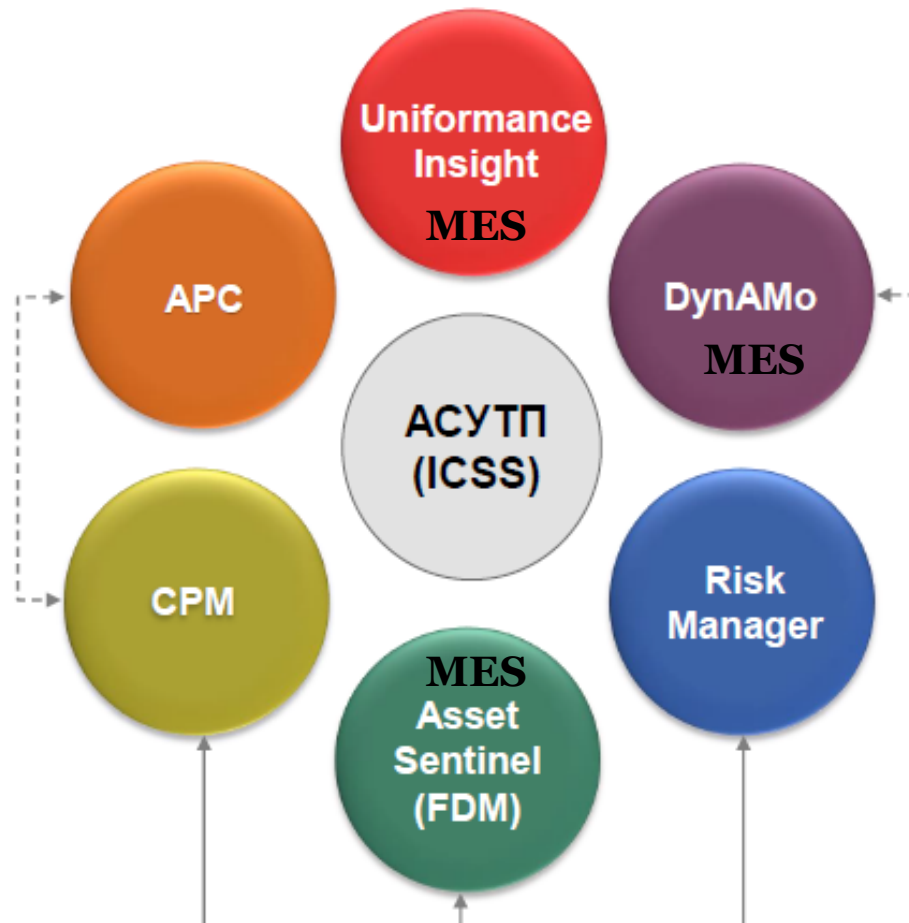 Uniformance
Insight
MES
APC
DynAMo
MES
АСУТП
(ICSS)
CPM
Risk
Manager
MES
Asset
Sentinel
(FDM)